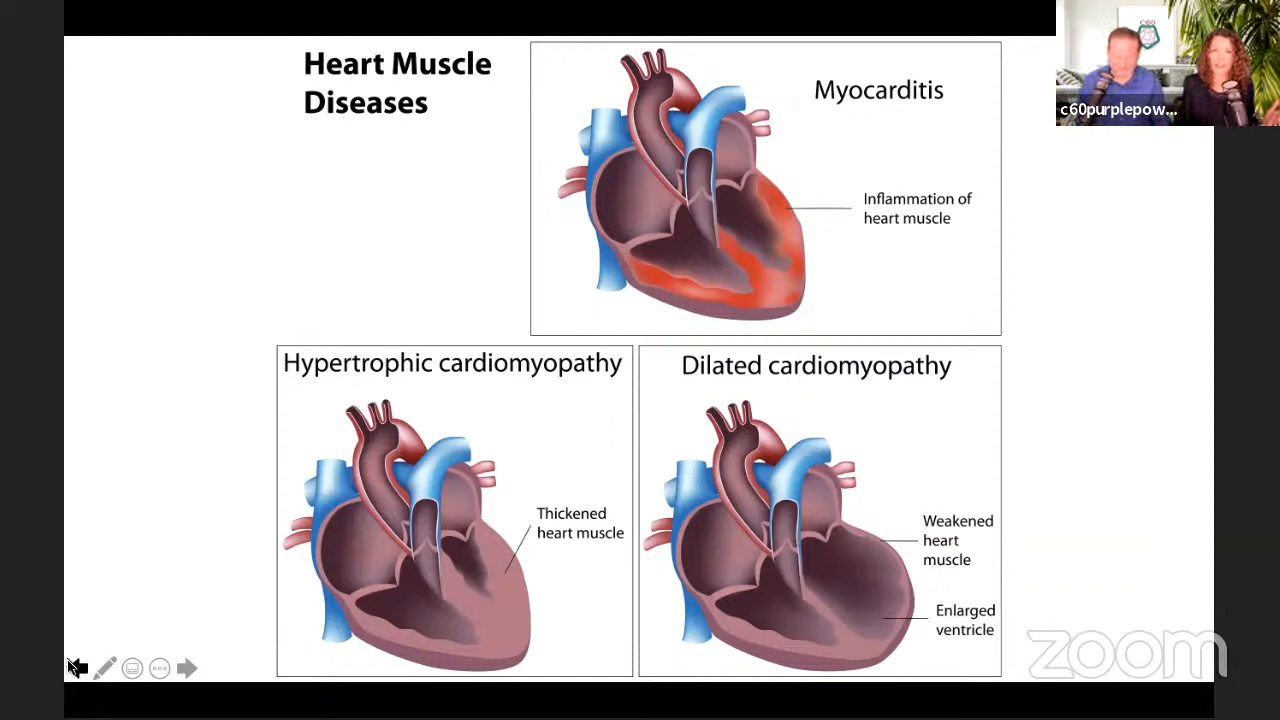 Heart Muscle
Diseases
Myocarditis
Inflammation of
heart muscle
C60
c60purplepow...
Hypertrophic cardiomyopathy
Thickened
heart muscle
Dilated cardiomyopathy
Weakened
heart
muscle
Enlarged
ventricle
zoom